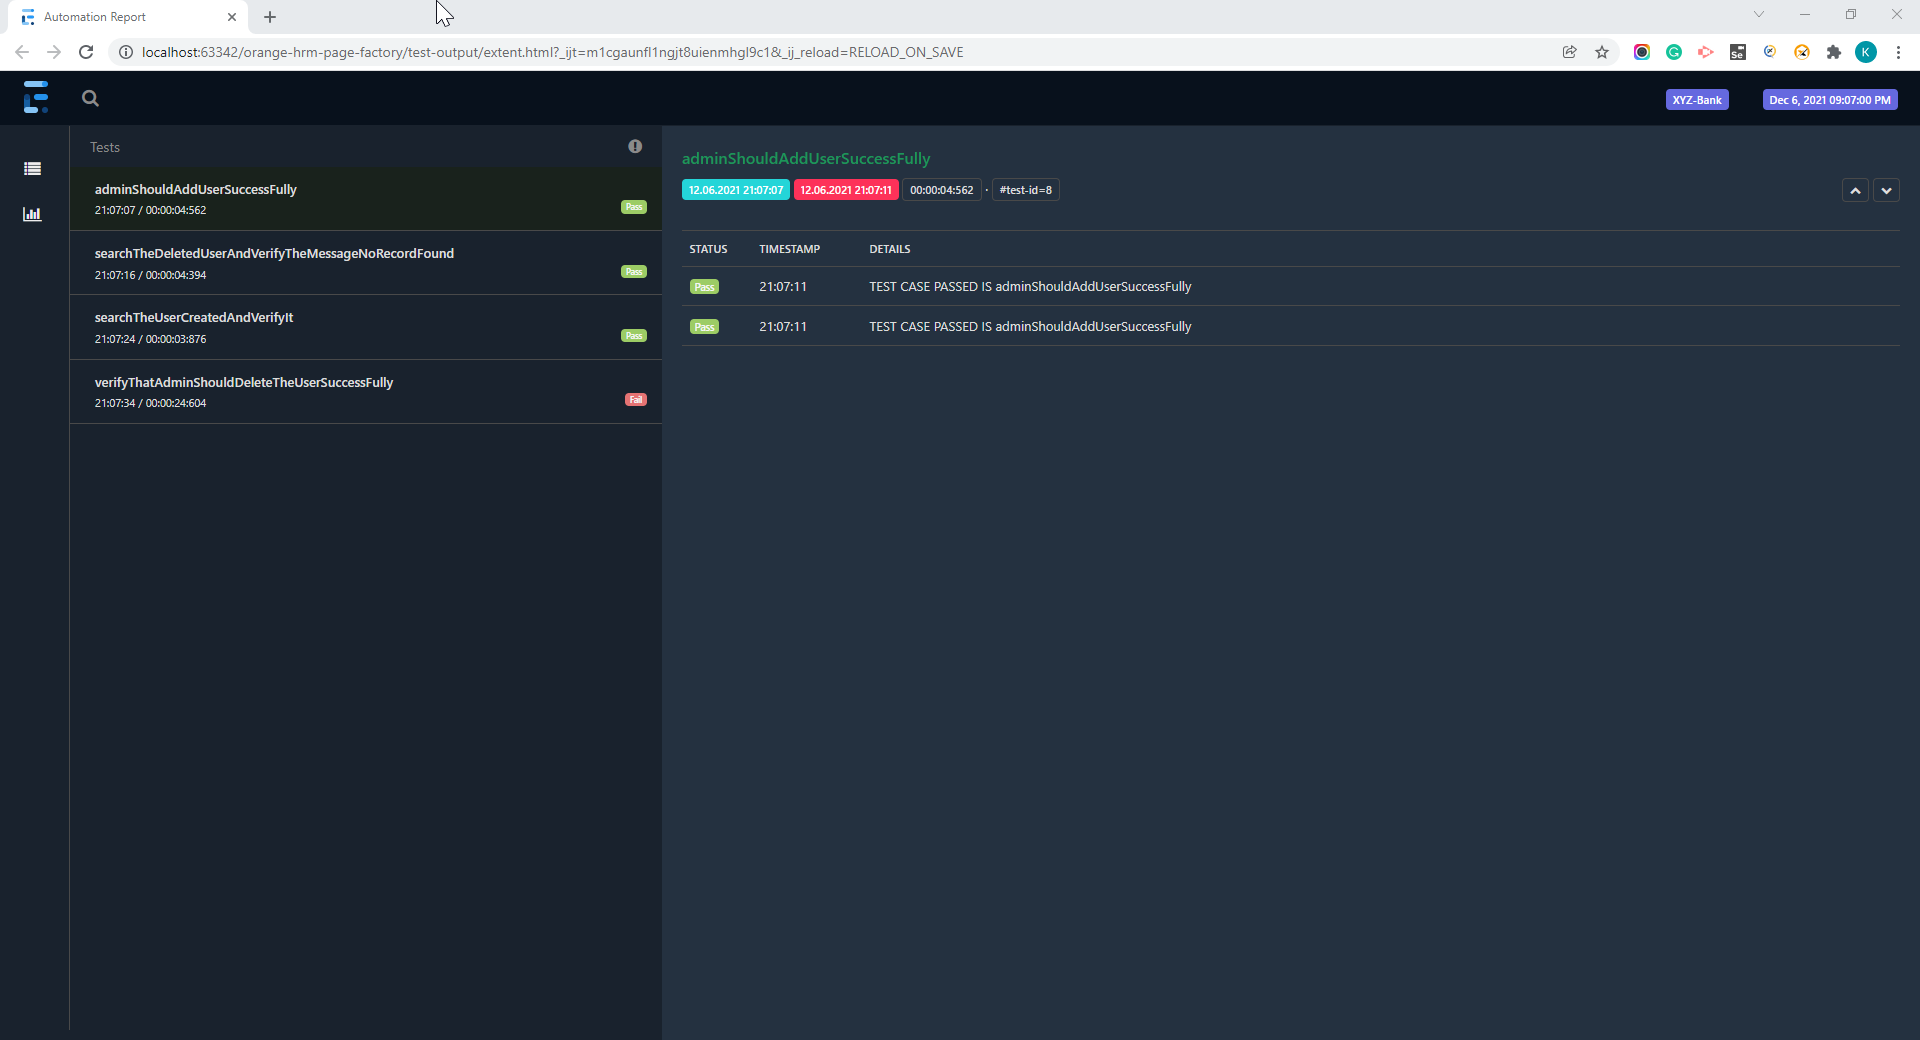 Automation Report
localhost:63342/orange-hrm-page-factory/test-output/extent.html?_ijt=m1cgaunfl1ngjt8uienmhgl9c1&_ij_reload=RELOAD_ON_SAVE
Se
K
XYZ-Bank
Dec 6, 2021 09:07:00 PM
Tests
adminShouldAddUserSuccessFully
21:07:07 / 00:00:04:562
Pass
searchTheDeletedUserAndVerifyTheMessageNoRecordFound
21:07:16 / 00:00:04:394
Pass
searchTheUserCreatedAndVerifyIt
21:07:24 / 00:00:03:876
Pass
verifyThatAdminShouldDeleteTheUserSuccessFully
21:07:34 / 00:00:24:604
Fail
adminShouldAddUserSuccessFully
12.06.2021 21:07:07 12.06.2021 21:07:11 00:00:04:562 · #test-id=8
STATUS TIMESTAMP DETAILS
Pass 21:07:11 TEST CASE PASSED IS adminShouldAddUserSuccessFully
Pass 21:07:11 TEST CASE PASSED IS adminShouldAddUserSuccessFully